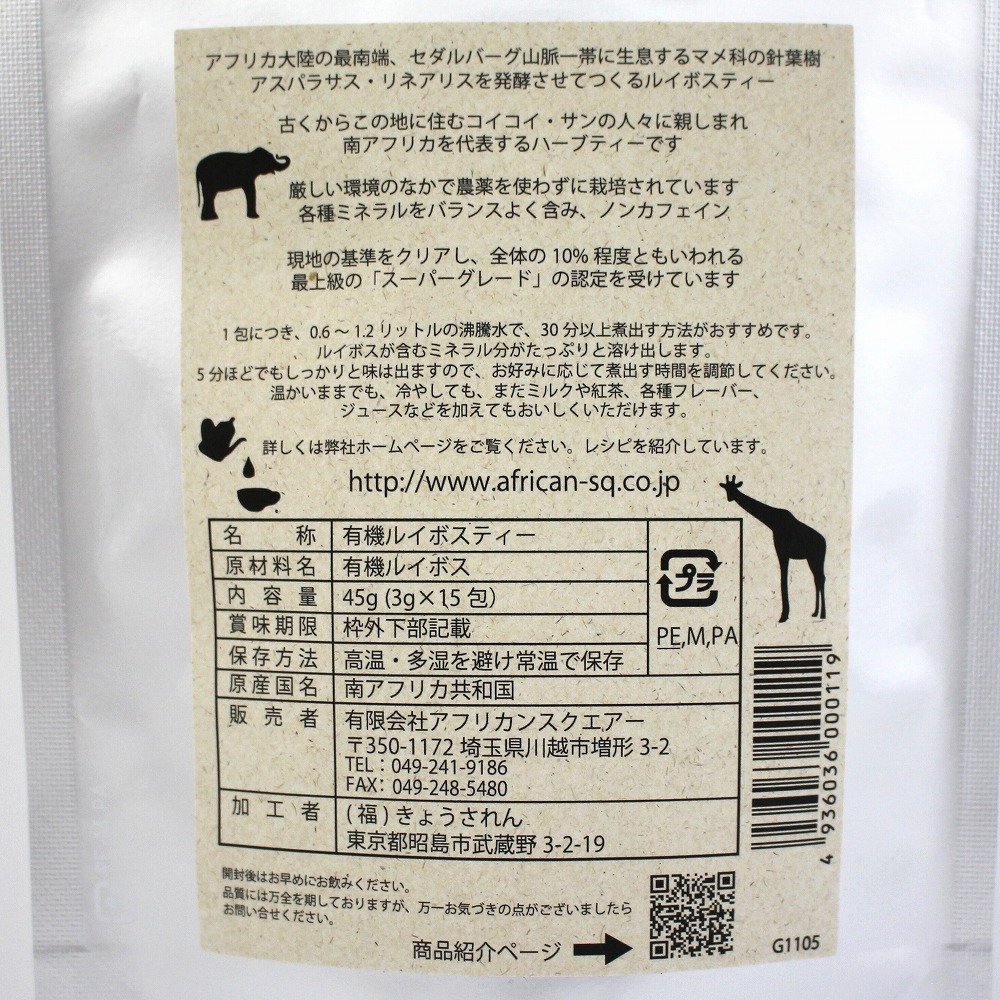 アフリカ大陸の最南端、セダルバーグ山脈一帯に生息するマメ科の針葉樹
アスパラサス・リネアリスを発酵させてつくるルイボスティー
古くからこの地に住むコイコイ・サンの人々に親しまれ
南アフリカを代表するハーブティーです
厳しい環境のなかで農薬を使わずに栽培されています
各種ミネラルをバランスよく含み、ノンカフェイン
現地の基準をクリアし、全体の10%程度ともいわれる
最上級の「スーパーグレード」の認定を受けています
1包につき、0.6～1.2リットルの沸騰水で、30分以上煮出す方法がおすすめです。
ルイボスが含むミネラル分がたっぷりと溶け出します。
5分ほどでもしっかりと味は出ますので、お好みに応じて煮出す時間を調節してください。
温かいままでも、冷やしても、まだミルクや紅茶、各種フレーバー、
ジュースなどを加えてもおいしくいただけます。
詳しくは弊社ホームページをご覧ください。レシピを紹介しています。
http://www.african-sq.co.jp
名称 有機ルイボスティー
原材料名 有機ルイボス
内容量 45g (3g×15包)
賞味期限 枠外下部記載
保存方法 高温・多湿を避け常温で保存
プラ
PE,M,PA
原産国名 南アフリカ共和国
販売者 有限会社アフリカンスクエアー
〒350-1172 埼玉県川越市増形 3-2
TEL：049-241-9186
FAX：049-248-5480
加工者 (福)きょうされん
東京都昭島市武蔵野 3-2-19
4 936036 000119
開封後はお早めにお飲みください。
品質には万全を期しておりますが、万一お気づきの点がございましたら
お問い合せください。
商品紹介ページ
G1105